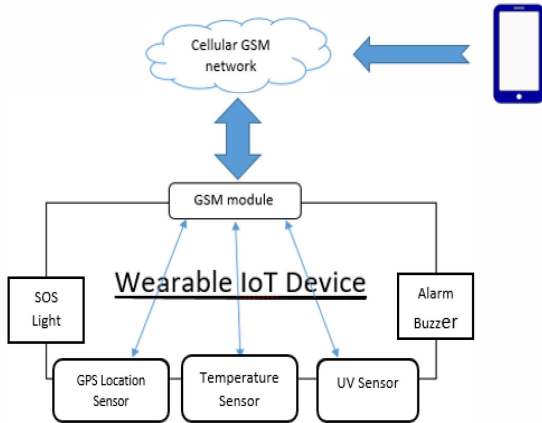 Cellular GSM
network
GSM module
Wearable IoT Device
SOS
Light
Alarm
Buzzer
GPS Location
Sensor
Temperature
Sensor
UV Sensor